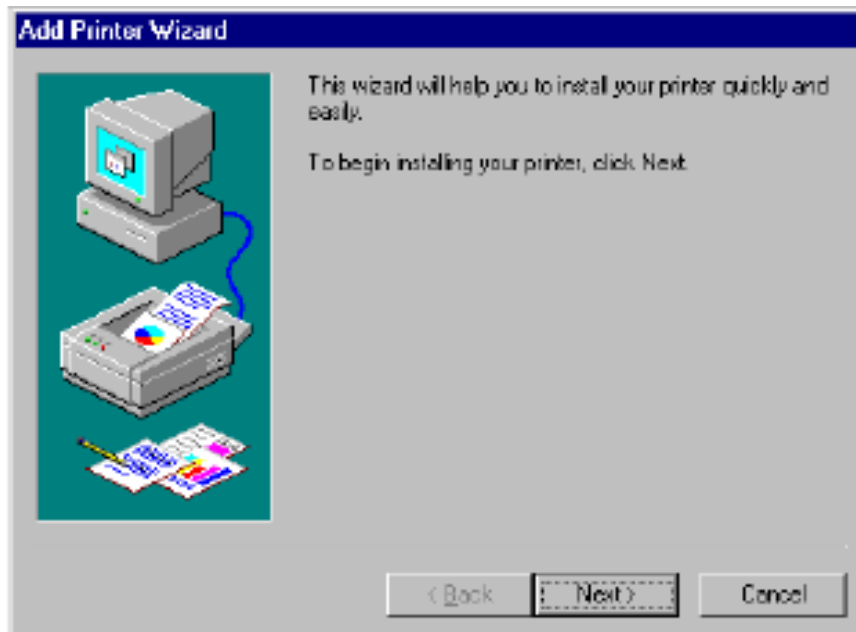 Add Printer Wizard
This wizard will help you to install your printer quickly and
easily.
To begin installing your printer, click Next.
< Back
Next >
Cancel